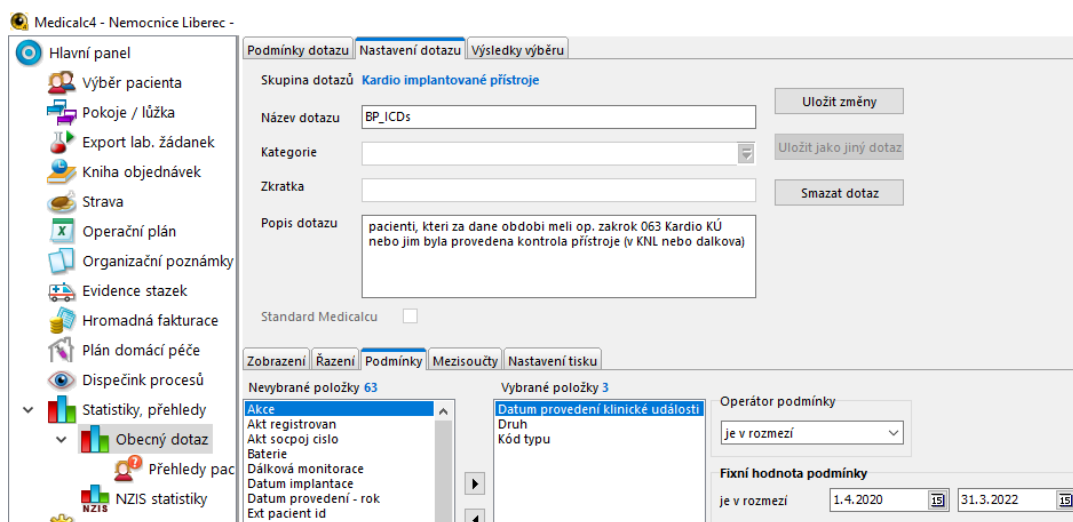 Medicalc4 - Nemocnice Liberec -
Hlavní panel
Výběr pacienta
Pokoje / lůžka
Export lab. žádanek
Kniha objednávek
Strava
Operační plán
Organizační poznámky
Evidence stazek
Hromadná fakturace
Plán domácí péče
Dispečink procesů
Statistiky, přehledy
Obecný dotaz
Přehledy pac
NZIS statistiky
NZIS
Podmínky dotazu
Nastavení dotazu
Výsledky výběru
Skupina dotazů Kardio implantované přístroje
Název dotazu BP_ICDs
Kategorie
Zkratka
Popis dotazu
pacienti, kteri za dane obdobi meli op. zakrok 063 Kardio KÚ
nebo jim byla provedena kontrola přístroje (v KNL nebo dalkova)
Standard Medicalcu
Uložit změny
Uložit jako jiný dotaz
Smazat dotaz
Zobrazení
Řazení
Podmínky
Mezisoučty
Nastavení tisku
Nevybrané položky 63
Akce
Akt registrovan
Akt socpoj cislo
Baterie
Dálková monitorace
Datum implantace
Datum provedení - rok
Ext pacient id
Vybrané položky 3
Datum provedení klinické události
Druh
Kód typu
Operátor podmínky
je v rozmezí
Fixní hodnota podmínky
je v rozmezí 1.4.2020 15 31.3.2022 15